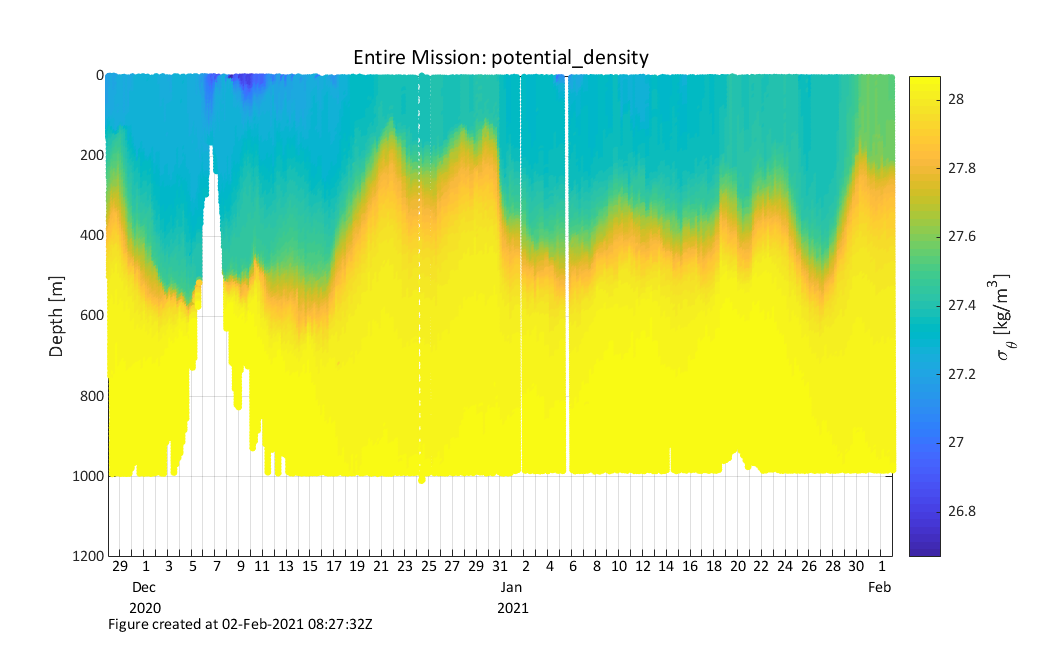 Entire Mission: potential_density
0
200
400
600
800
1000
1200
Depth [m]
29 1 3 5 7 9 11 13 15 17 19 21 23 25 27 29 31 2 4 6 8 10 12 14 16 18 20 22 24 26 28 30 1
Dec Jan Feb
2020 2021
28
27.8
27.6
27.4
27.2
27
26.8
σθ [kg/m³]
Figure created at 02-Feb-2021 08:27:32Z